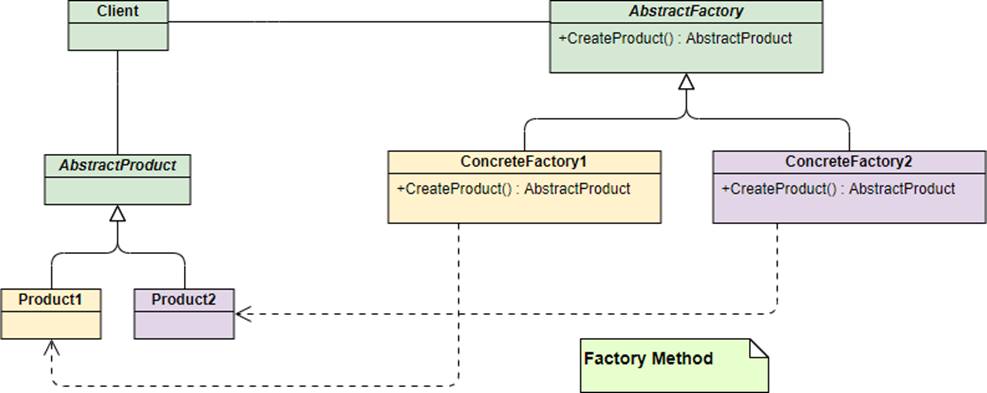 Client
AbstractFactory
+CreateProduct() : AbstractProduct
AbstractProduct
ConcreteFactory1
+CreateProduct() : AbstractProduct
ConcreteFactory2
+CreateProduct() : AbstractProduct
Product1
Product2
Factory Method